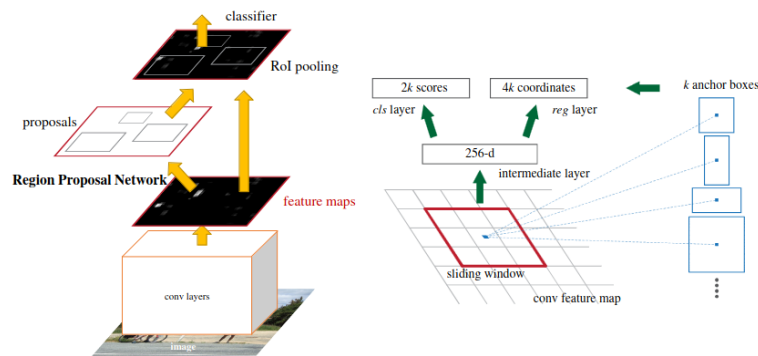 classifier
RoI pooling
proposals
Region Proposal Network
feature maps
conv layers
image
2k scores
4k coordinates
k anchor boxes
cls layer
reg layer
256-d
intermediate layer
sliding window
conv feature map